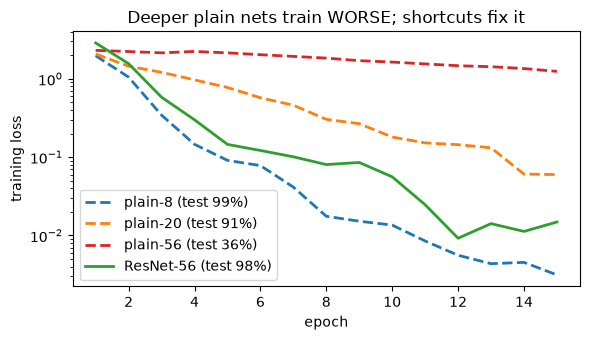 Deeper plain nets train WORSE; shortcuts fix it
training loss
10⁰
10⁻¹
10⁻²
plain-8 (test 99%)
plain-20 (test 91%)
plain-56 (test 36%)
ResNet-56 (test 98%)
2 4 6 8 10 12 14
epoch